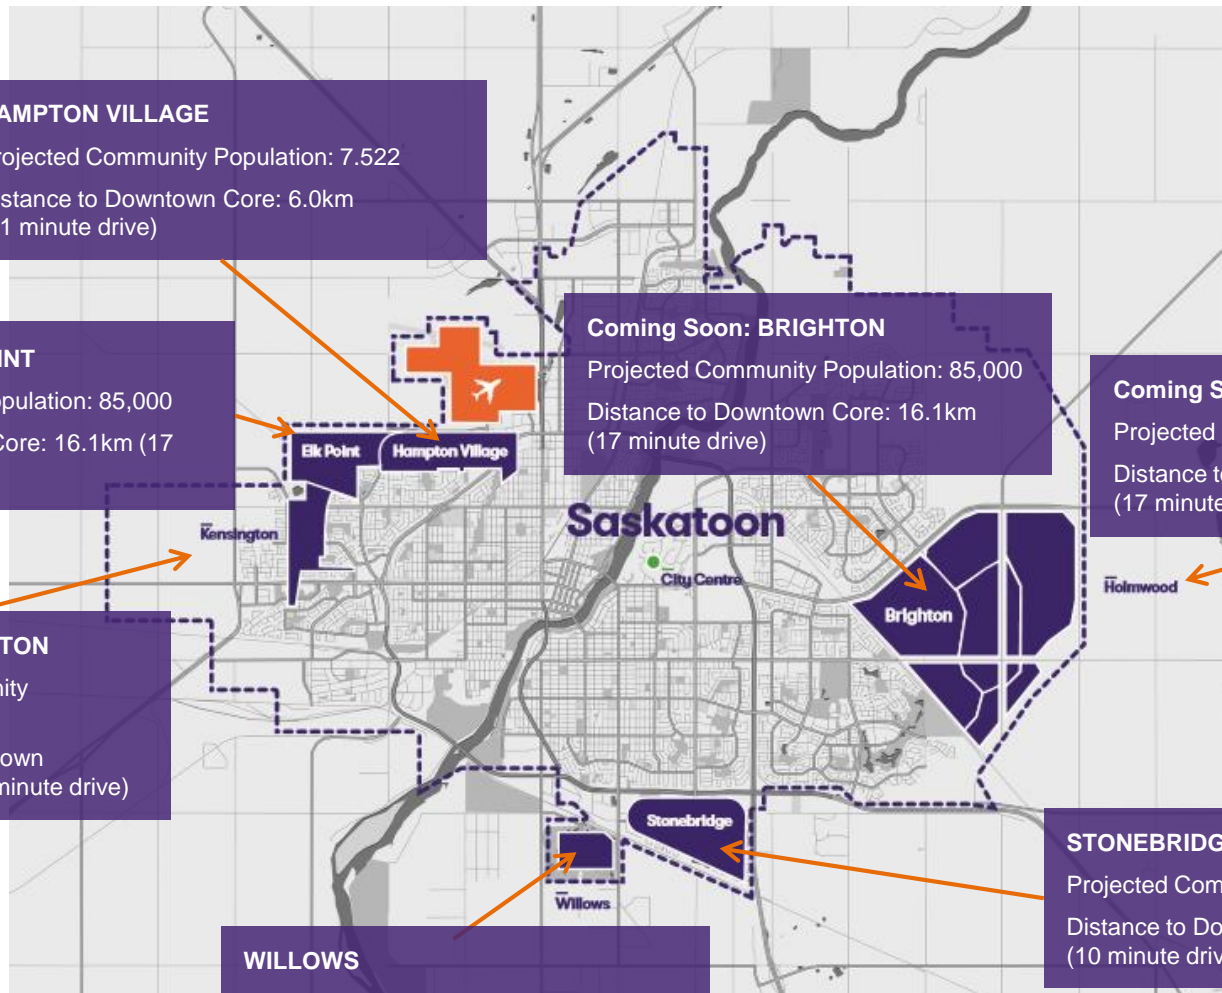 AMPTON VILLAGE
rojected Community Population: 7.522
stance to Downtown Core: 6.0km
1 minute drive)
INT
opulation: 85,000
Core: 16.1km (17
Coming Soon: BRIGHTON
Projected Community Population: 85,000
Distance to Downtown Core: 16.1km
(17 minute drive)
Coming S
Projected
Distance to
(17 minute
Elk Point
Hampton Village
Kensington
Saskatoon
City Centre
Holmwood
Brighton
TON
nity
own
minute drive)
Stonebridge
Willows
STONEBRIDG
Projected Com
Distance to Do
(10 minute driv
WILLOWS